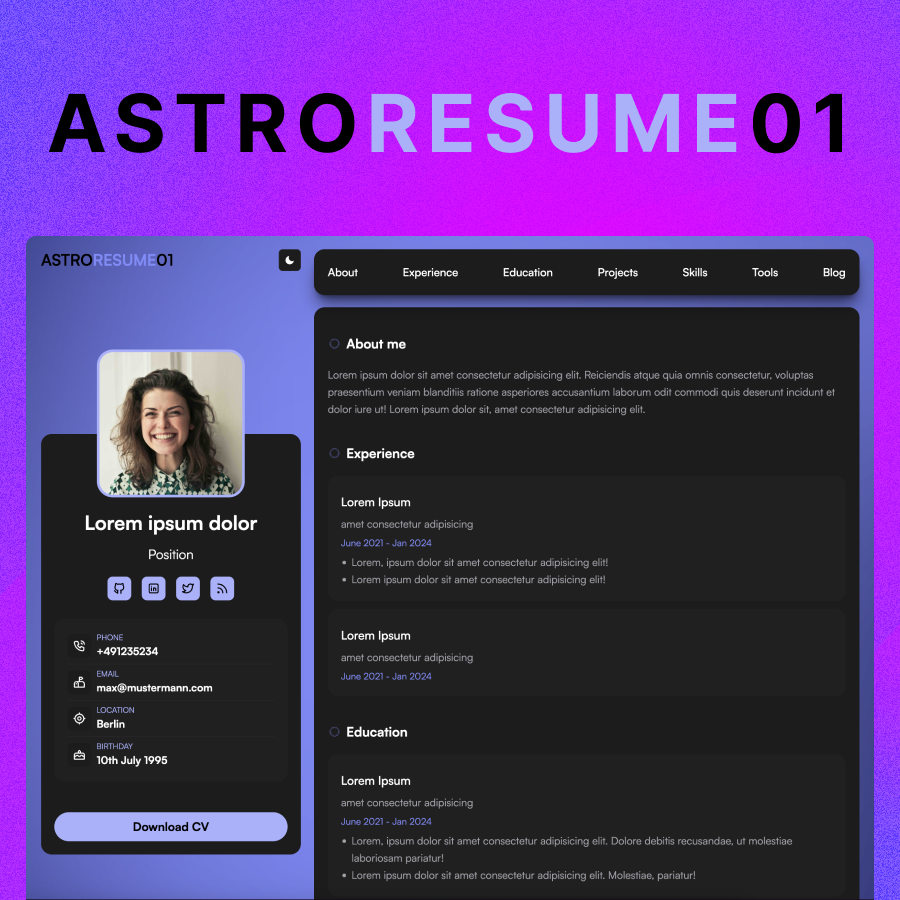 ASTRORESUME01
ASTRORESUME01
About Experience Education Projects Skills Tools Blog
Lorem ipsum dolor
Position
PHONE
+491235234
EMAIL
max@mustermann.com
LOCATION
Berlin
BIRTHDAY
10th July 1995
Download CV
About me
Lorem ipsum dolor sit amet consectetur adipisicing elit. Reiciendis atque quia omnis consectetur, voluptas
praesentium veniam blanditiis ratione asperiores accusantium laborum odit commodi quis deserunt incidunt et
dolor iure ut! Lorem ipsum dolor sit, amet consectetur adipisicing elit.
Experience
Lorem Ipsum
amet consectetur adipisicing
June 2021 - Jan 2024
• Lorem, ipsum dolor sit amet consectetur adipisicing elit!
• Lorem ipsum dolor sit amet consectetur adipisicing elit!
Lorem Ipsum
amet consectetur adipisicing
June 2021 - Jan 2024
Education
Lorem Ipsum
amet consectetur adipisicing
June 2021 - Jan 2024
• Lorem, ipsum dolor sit amet consectetur adipisicing elit. Dolore debitis recusandae, ut molestiae
laboriosam pariatur!
• Lorem ipsum dolor sit amet consectetur adipisicing elit. Molestiae, pariatur!